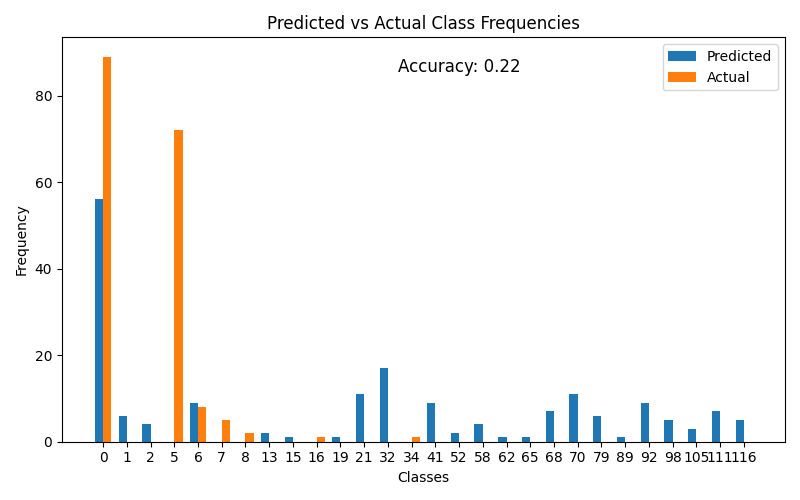 Predicted vs Actual Class Frequencies
Accuracy: 0.22
Predicted
Actual
Frequency
80
60
40
20
0
0 1 2 5 6 7 8 13 15 16 19 21 32 34 41 52 58 62 65 68 70 79 89 92 98 105 111 116
Classes